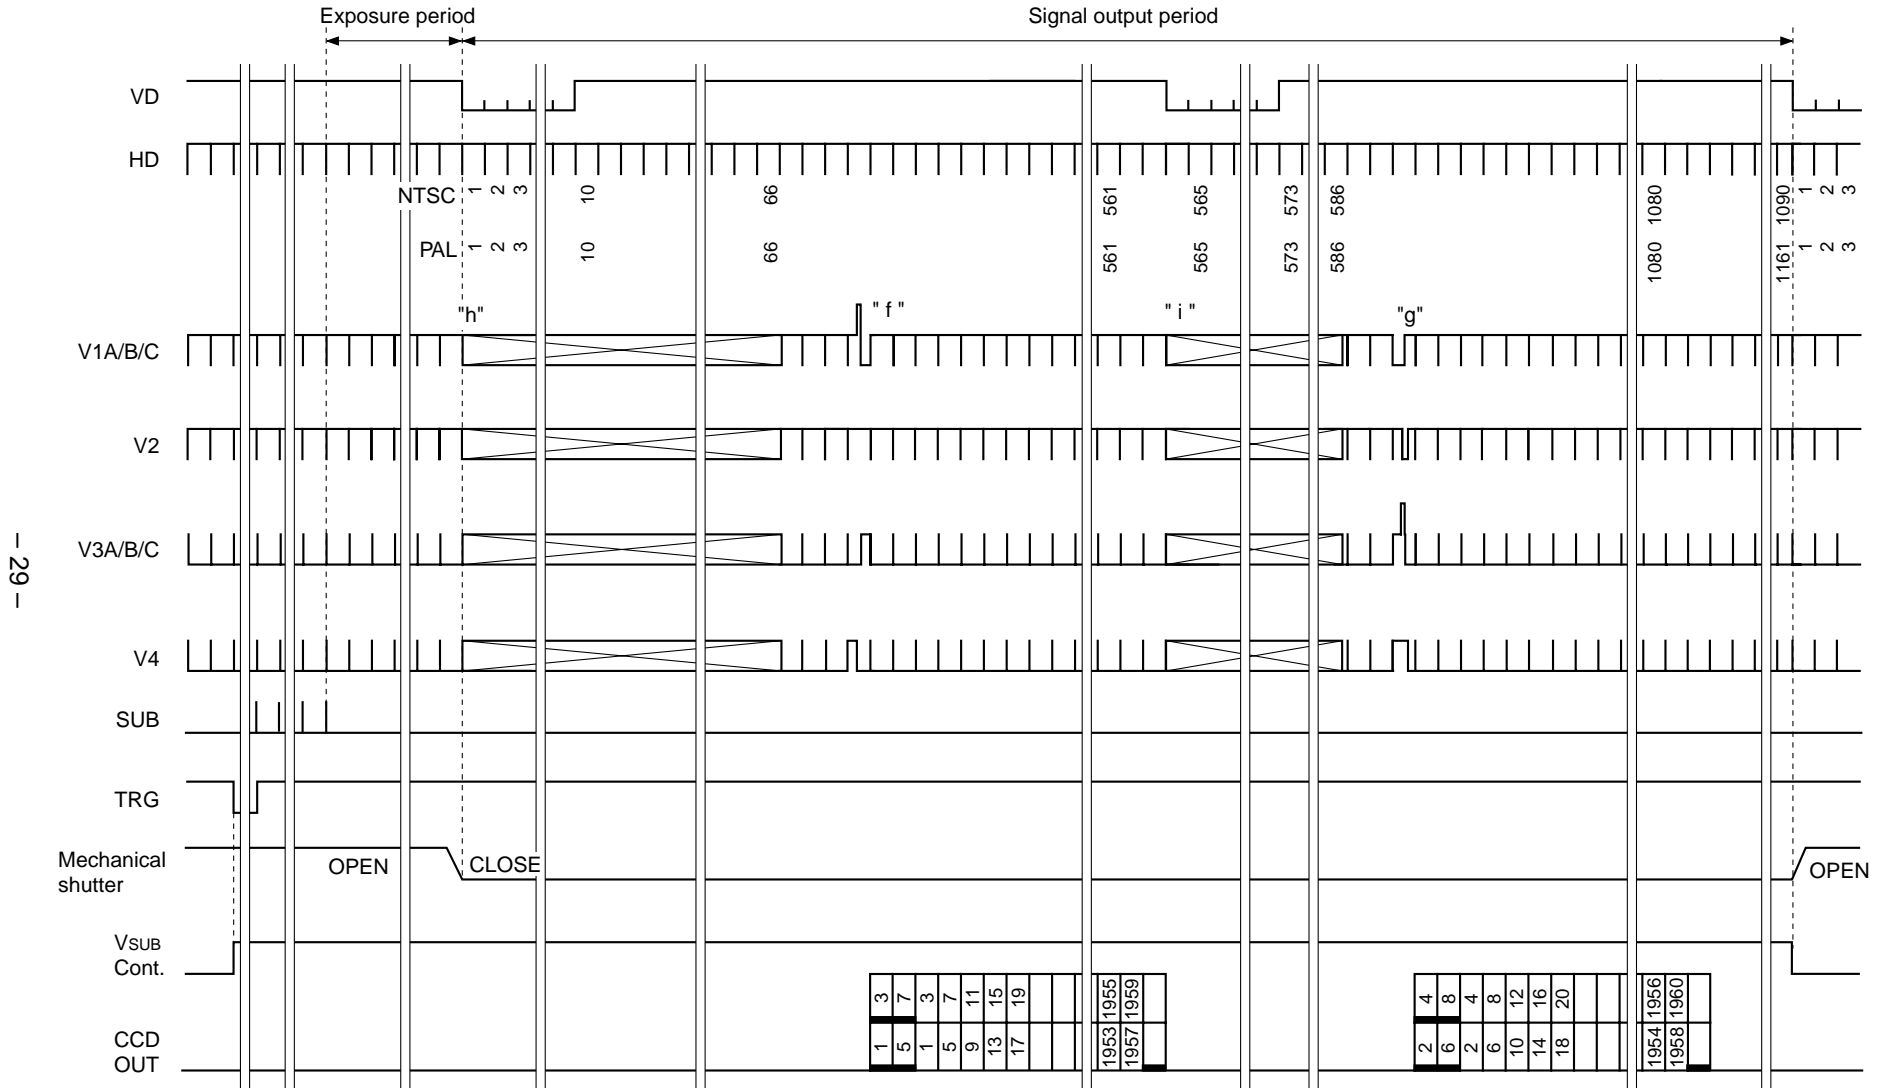 Exposure period
Signal output period
VD
HD
NTSC 1 2 3 10 66 561 565 573 586 1080 1090 1 2 3
PAL 1 2 3 10 66 561 565 573 586 1080 1161 1 2 3
"h" " f " " i " "g"
V1A/B/C
V2
V3A/B/C
V4
SUB
TRG
Mechanical
shutter
OPEN CLOSE OPEN
VSUB
Cont.
CCD
OUT
3 7 3 7 11 15 19 1955 1959
1 5 1 5 9 13 17 1953 1957
4 8 4 8 12 16 20 1956 1960
2 6 2 6 10 14 18 1954 1958
– 29 –